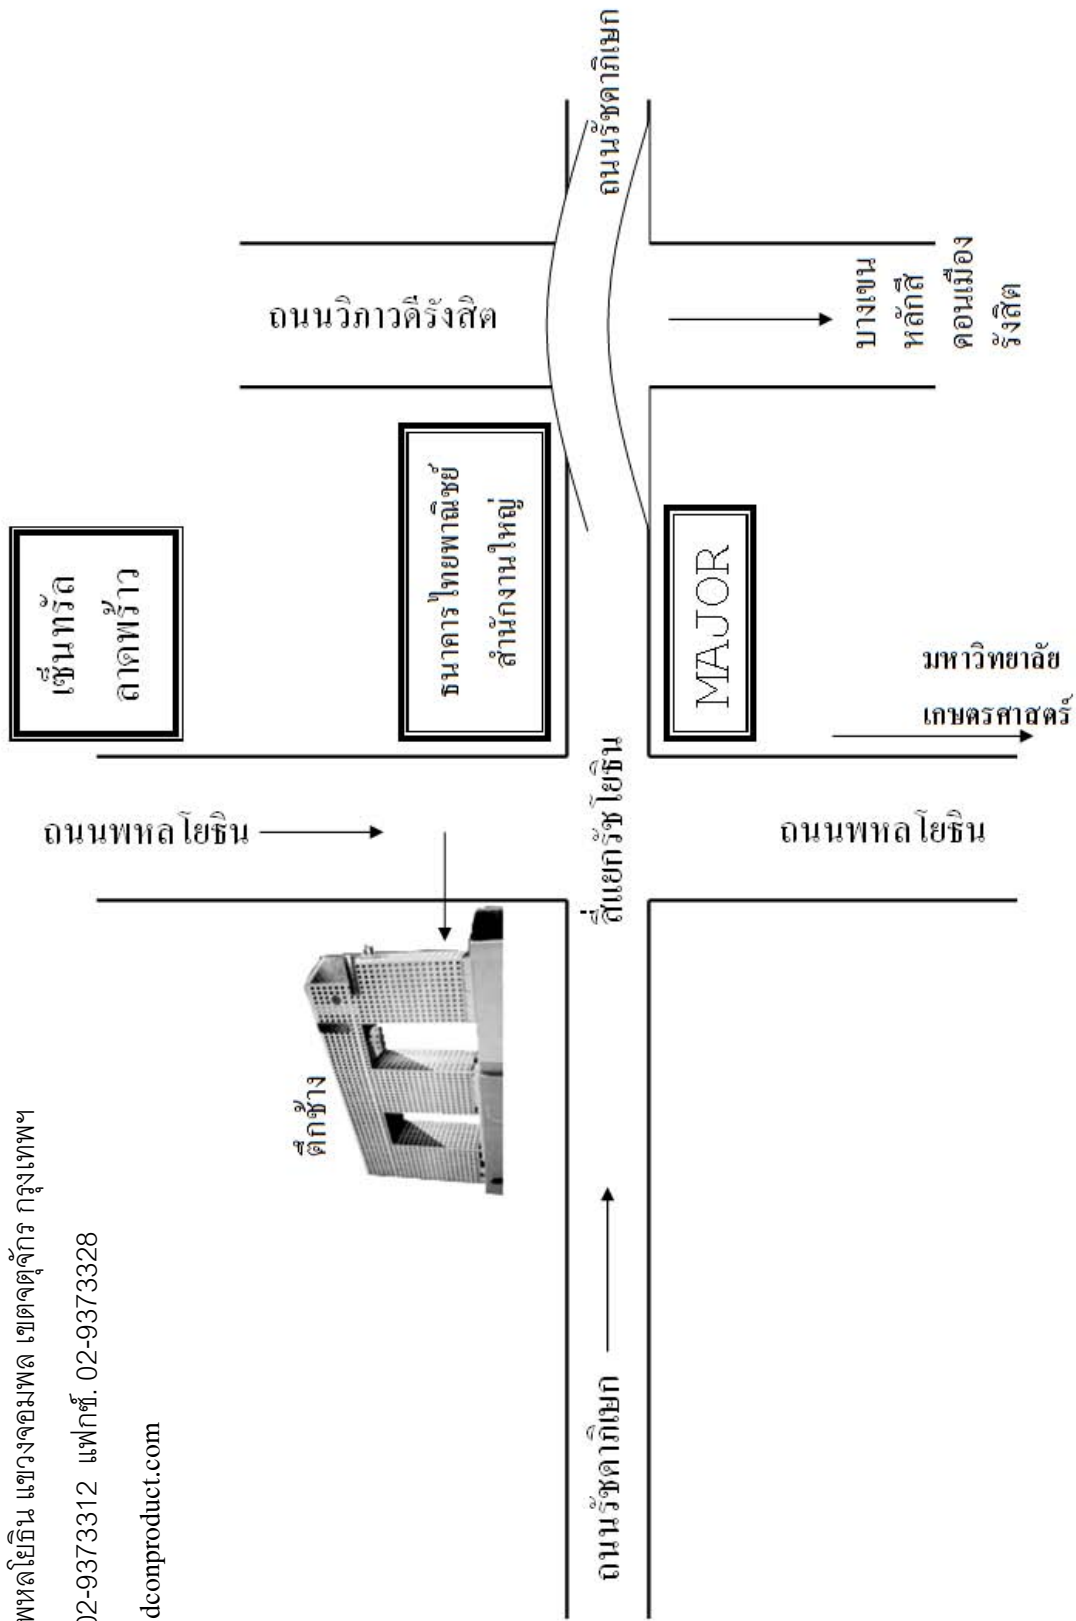 พหลโยธิน แขวงจอมพล เขตจตุจักร กรุงเทพฯ
02-9373312 แฟกซ์. 02-9373328
dconproduct.com
เซ็นทรัล
ลาดพร้าว
ถนนพหลโยธิน
ตึกช้าง
ธนาคารไทยพาณิชย์
สำนักงานใหญ่
ถนนวิภาวดีรังสิต
ถนนรัชดาภิเษก
สี่แยกรัชโยธิน
ถนนรัชดาภิเษก
MAJOR
ถนนพหลโยธิน
มหาวิทยาลัย
เกษตรศาสตร์
บางเขน
หลักสี่
ดอนเมือง
รังสิต